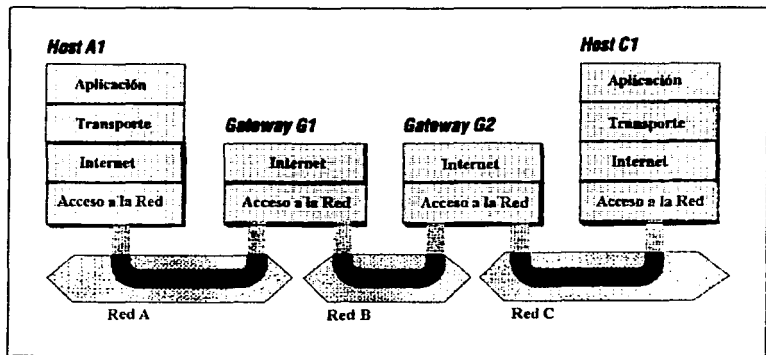 Host A1
Host C1
Aplicación
Aplicación
Transporte
Gateway G1
Gateway G2
Transporte
Internet
Internet
Internet
Internet
Acceso a la Red
Acceso a la Red
Acceso a la Red
Acceso a la Red
Red A
Red B
Red C